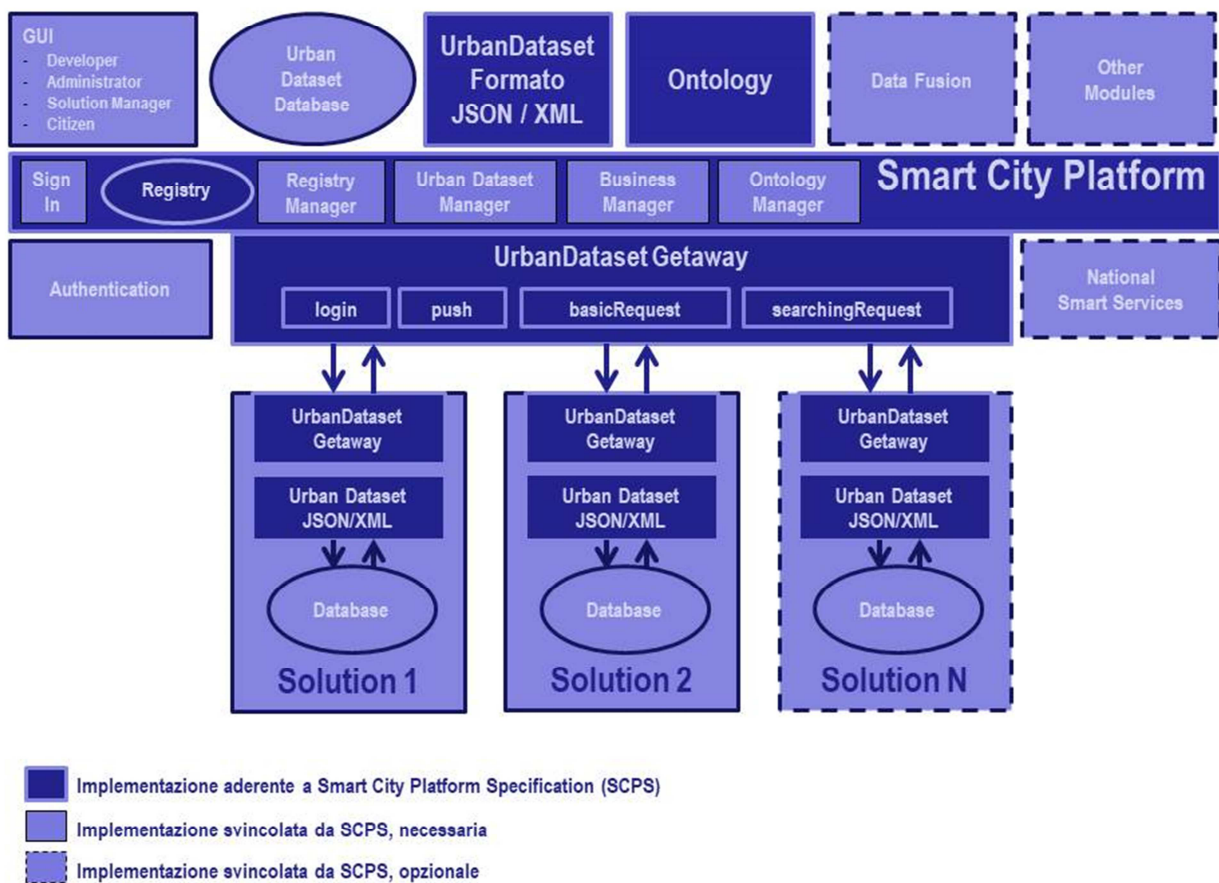 GUI
- Developer
- Administrator
- Solution Manager
- Citizen
Urban
Dataset
Database
UrbanDataset
Formato
JSON / XML
Ontology
Data Fusion
Other
Modules
Sign
In
Registry
Registry
Manager
Urban Dataset
Manager
Business
Manager
Ontology
Manager
Smart City Platform
Authentication
UrbanDataset Getaway
login
push
basicRequest
searchingRequest
National
Smart Services
UrbanDataset
Getaway
Urban Dataset
JSON/XML
Database
Solution 1
UrbanDataset
Getaway
Urban Dataset
JSON/XML
Database
Solution 2
UrbanDataset
Getaway
Urban Dataset
JSON/XML
Database
Solution N
Implementazione aderente a Smart City Platform Specification (SCPS)
Implementazione svincolata da SCPS, necessaria
Implementazione svincolata da SCPS, opzionale